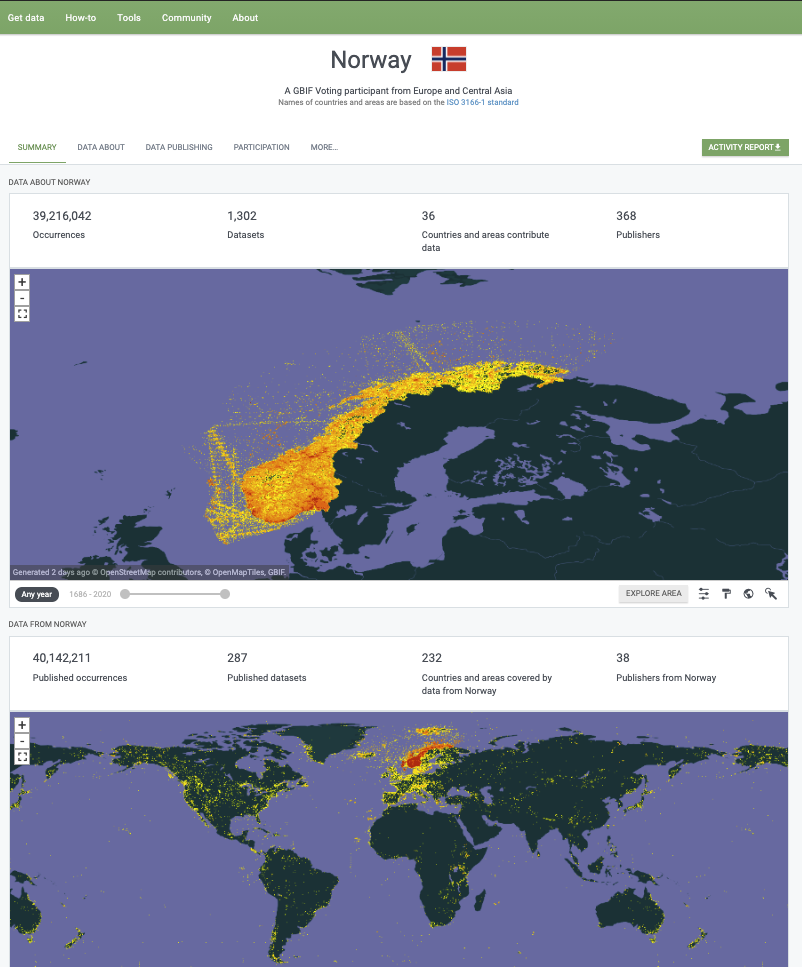 Get data How-to Tools Community About
Norway
A GBIF Voting participant from Europe and Central Asia
Names of countries and areas are based on the ISO 3166-1 standard
SUMMARY DATA ABOUT DATA PUBLISHING PARTICIPATION MORE... ACTIVITY REPORT
DATA ABOUT NORWAY
39,216,042 1,302 36 368
Occurrences Datasets Countries and areas contribute Publishers
data
+
-
Generated 2 days ago © OpenStreetMap contributors, © OpenMapTiles, GBIF.
Any year 1686 - 2020 EXPLORE AREA
DATA FROM NORWAY
40,142,211 287 232 38
Published occurrences Published datasets Countries and areas covered by Publishers from Norway
data from Norway
+
-